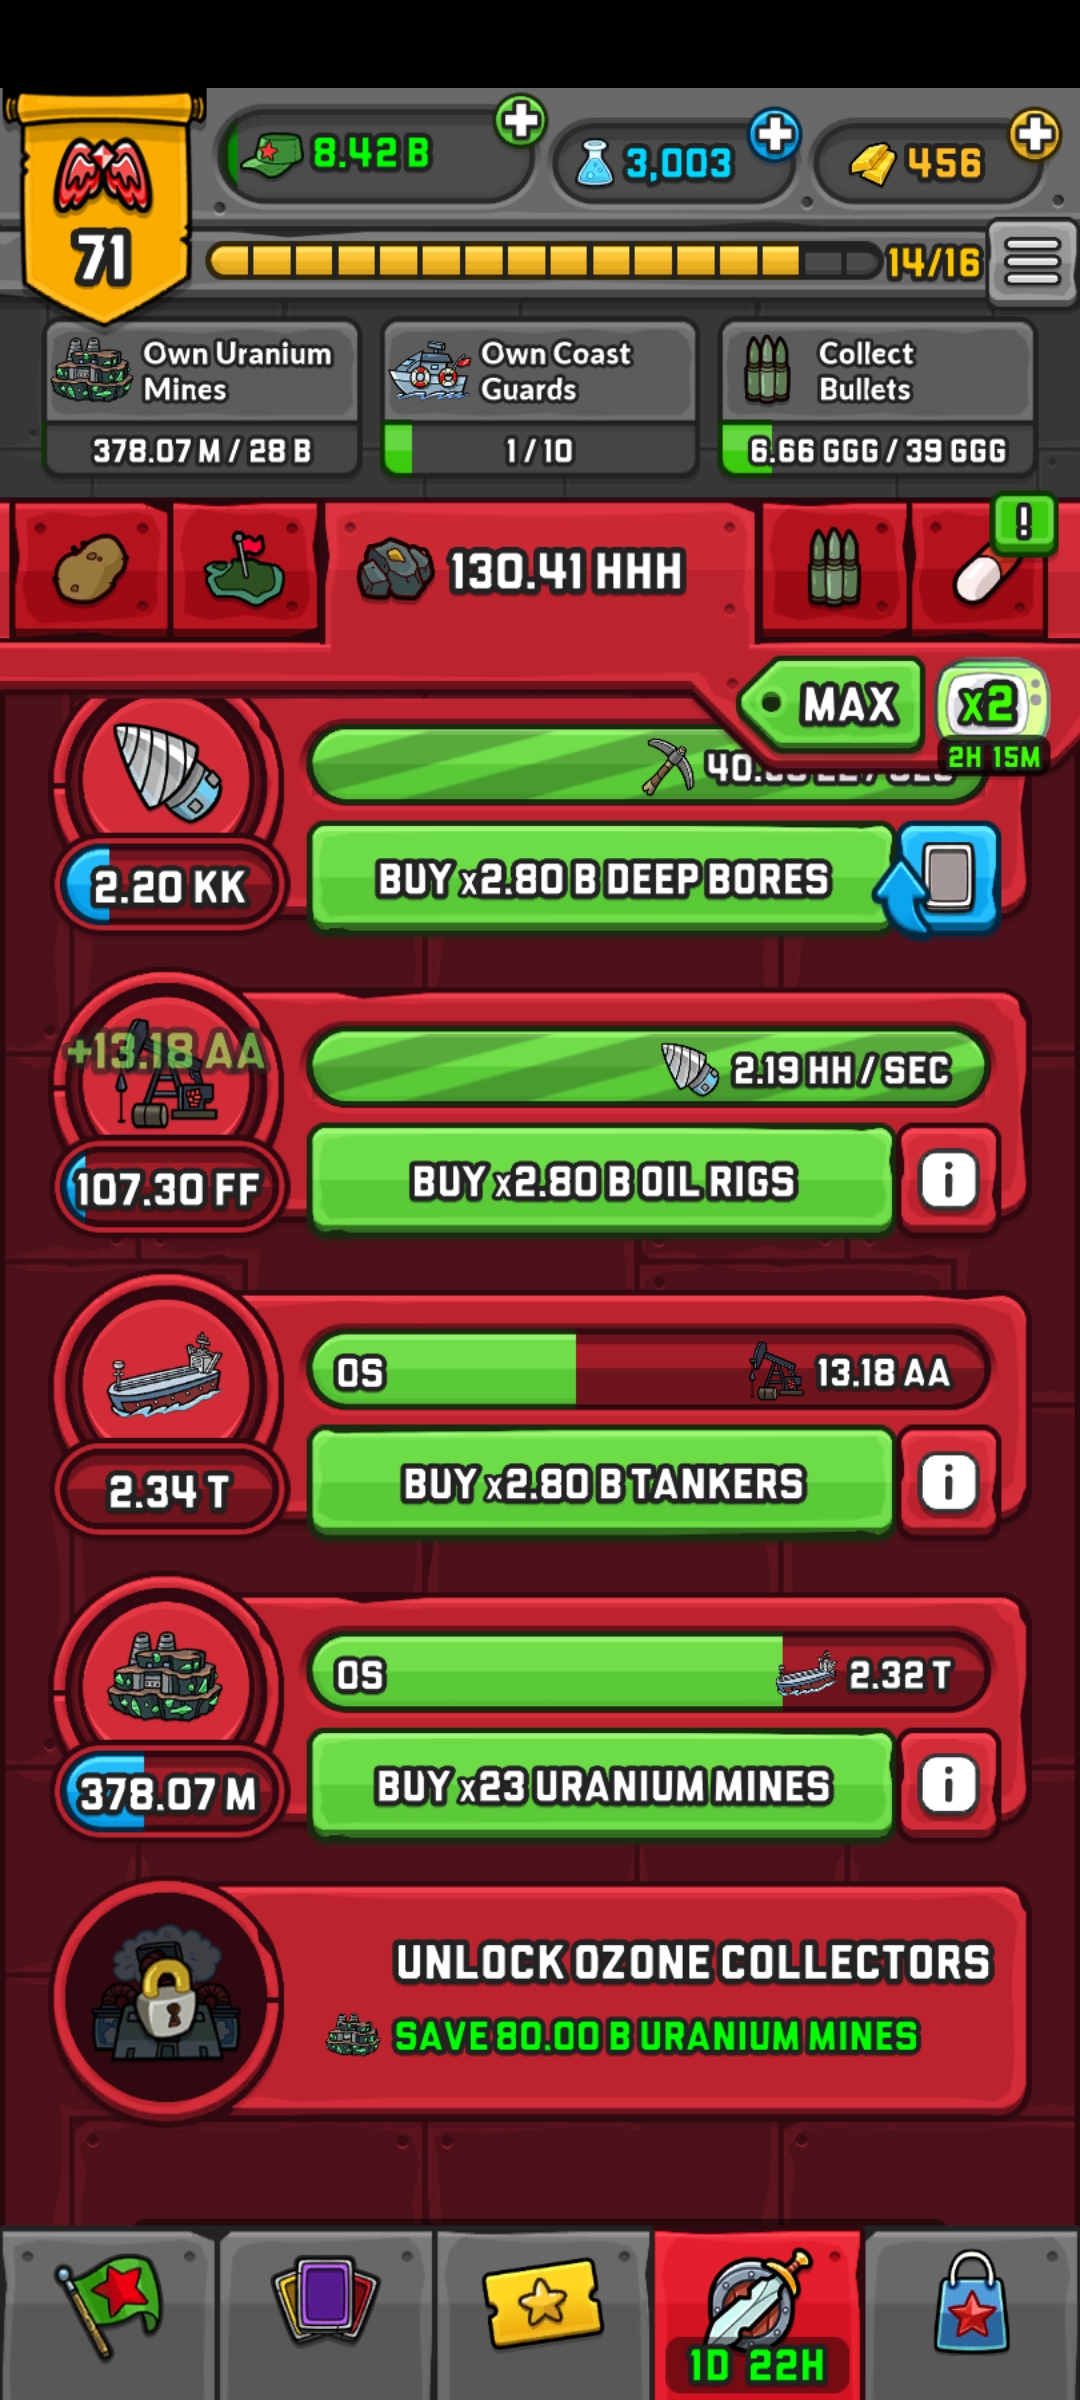 8.42 B
3,003
456
71
14/16
Own Uranium
Mines
378.07 M / 28 B
Own Coast
Guards
1 / 10
Collect
Bullets
6.66 GGG / 39 GGG
130.41 HHH
!
MAX
x2
2H 15M
2.20 KK
BUY x2.80 B DEEP BORES
+13.18 AA
2.19 HH / SEC
107.30 FF
BUY x2.80 B OIL RIGS
i
0S
13.18 AA
2.34 T
BUY x2.80 B TANKERS
i
0S
2.32 T
378.07 M
BUY x23 URANIUM MINES
i
UNLOCK OZONE COLLECTORS
SAVE 80.00 B URANIUM MINES
1D 22H